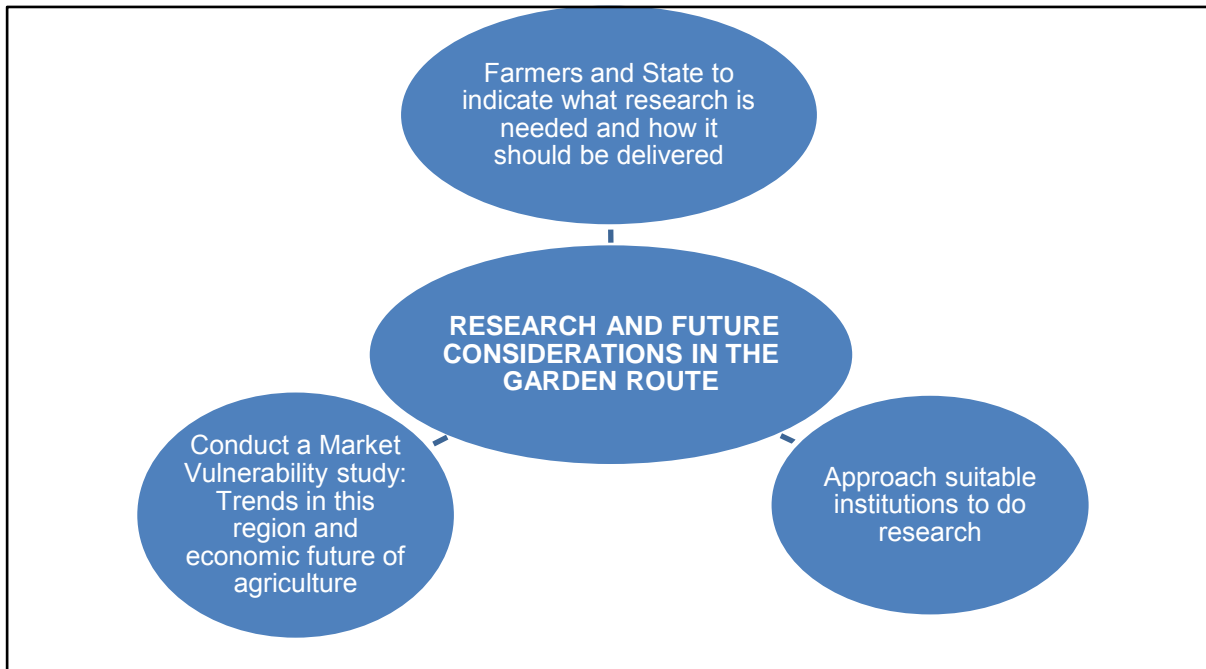 Farmers and State to
indicate what research is
needed and how it
should be delivered
RESEARCH AND FUTURE
CONSIDERATIONS IN THE
GARDEN ROUTE
Conduct a Market
Vulnerability study:
Trends in this
region and
economic future of
agriculture
Approach suitable
institutions to do
research